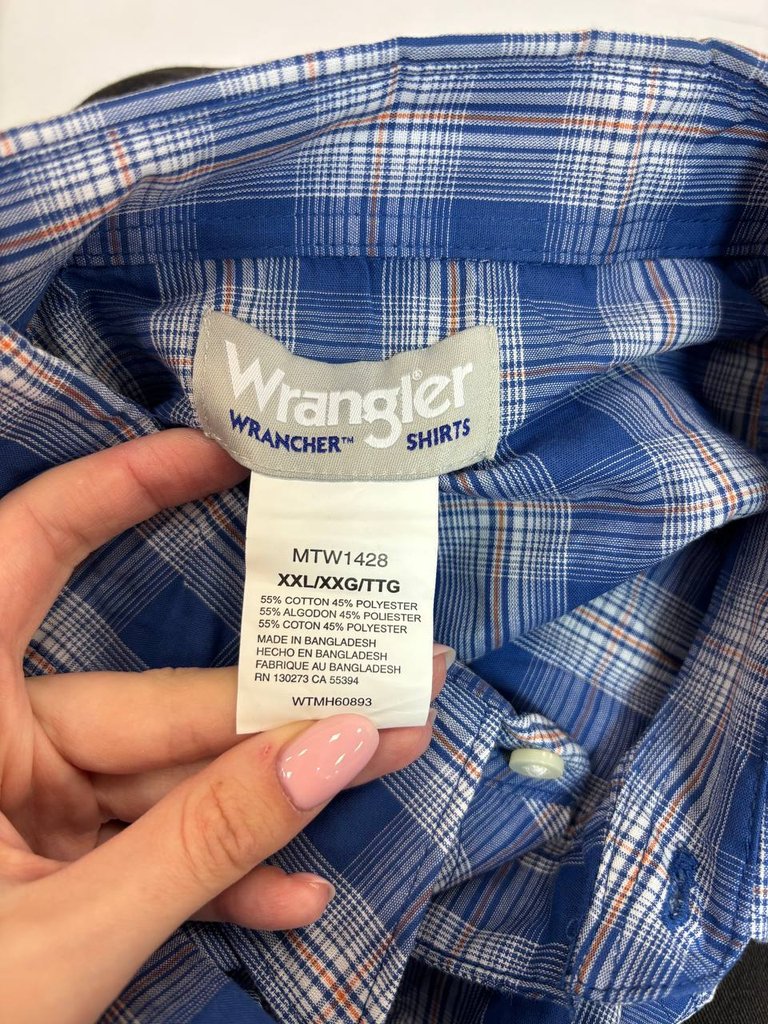 Wrangler®
WRANCHER™ SHIRTS
MTW1428
XXL/XXG/TTG
55% COTTON 45% POLYESTER
55% ALGODON 45% POLIESTER
55% COTON 45% POLYESTER
MADE IN BANGLADESH
HECHO EN BANGLADESH
FABRIQUE AU BANGLADESH
RN 130273 CA 55394
WTMH60893